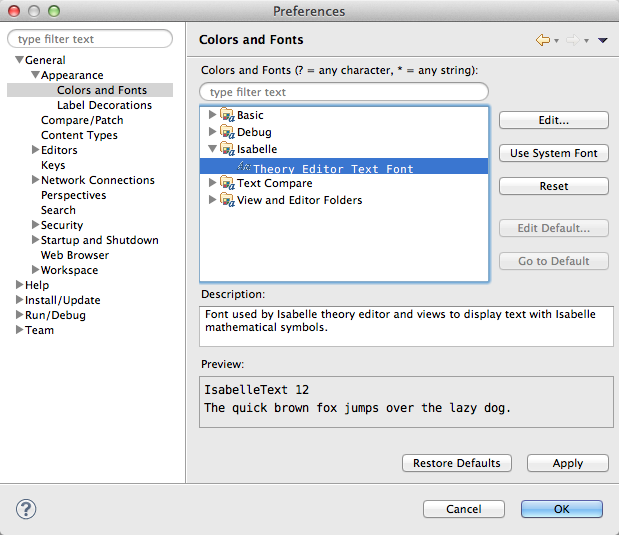 Preferences
type filter text
General
Appearance
Colors and Fonts
Label Decorations
Compare/Patch
Content Types
Editors
Keys
Network Connections
Perspectives
Search
Security
Startup and Shutdown
Web Browser
Workspace
Help
Install/Update
Run/Debug
Team
Colors and Fonts
Colors and Fonts (? = any character, * = any string):
type filter text
Basic
Debug
Isabelle
Theory Editor Text Font
Text Compare
View and Editor Folders
Edit...
Use System Font
Reset
Edit Default...
Go to Default
Description:
Font used by Isabelle theory editor and views to display text with Isabelle
mathematical symbols.
Preview:
IsabelleText 12
The quick brown fox jumps over the lazy dog.
Restore Defaults
Apply
?
Cancel
OK